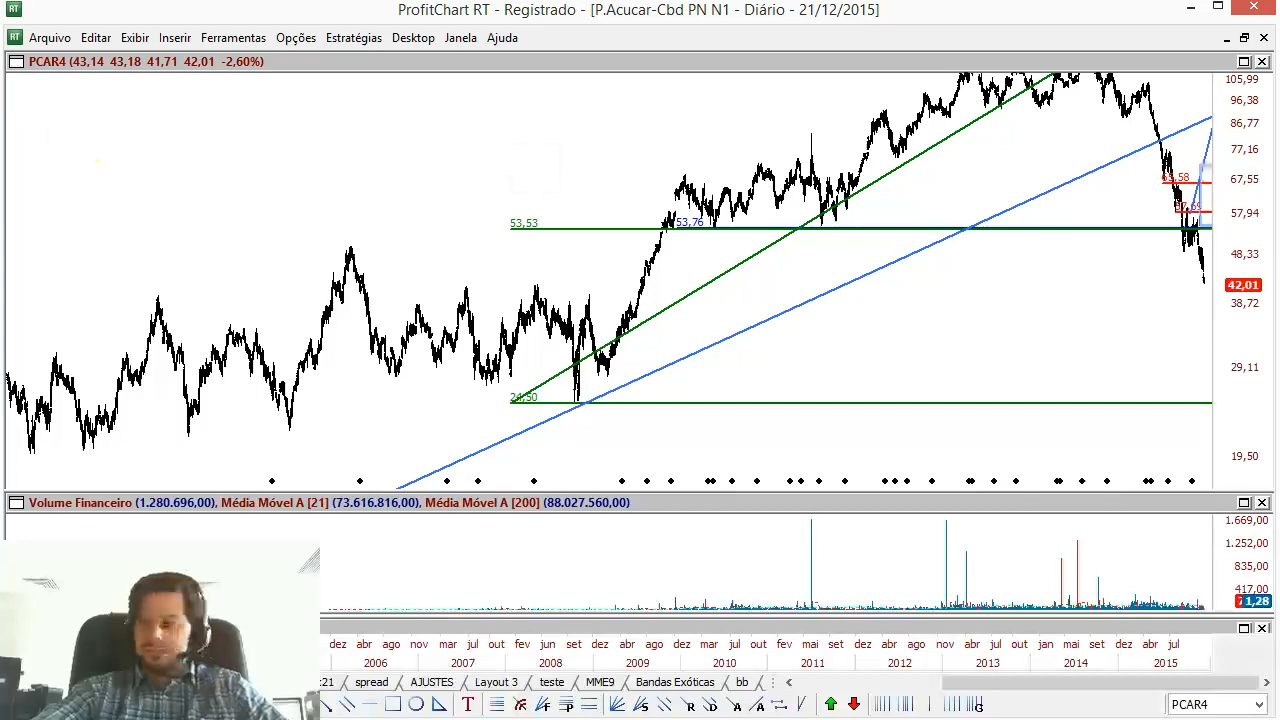 ProfitChart RT - Registrado - [P.Acucar-Cbd PN N1 - Diário - 21/12/2015]
Arquivo Editar Exibir Inserir Ferramentas Opções Estratégias Desktop Janela Ajuda
PCAR4 (43,14 43,18 41,71 42,01 -2,60%)
105,99
96,38
86,77
77,16
67,55
57,94
48,33
42,01
38,72
29,11
19,50
53,53
53,76
24,50
Volume Financeiro (1.280.696,00), Média Móvel A [21] (73.616.816,00), Média Móvel A [200] (88.027.560,00)
1.669,00
1.252,00
835,00
417,00
1,28
dez abr ago nov mar jul out fev jun set jan abr ago dez mar jul out fev mai set dez abr ago nov mar jul out jan mai set dez abr jul
2006 2007 2008 2009 2010 2011 2012 2013 2014 2015
:21 spread AJUSTES Layout 3 teste MME9 Bandas Exóticas bb
PCAR4